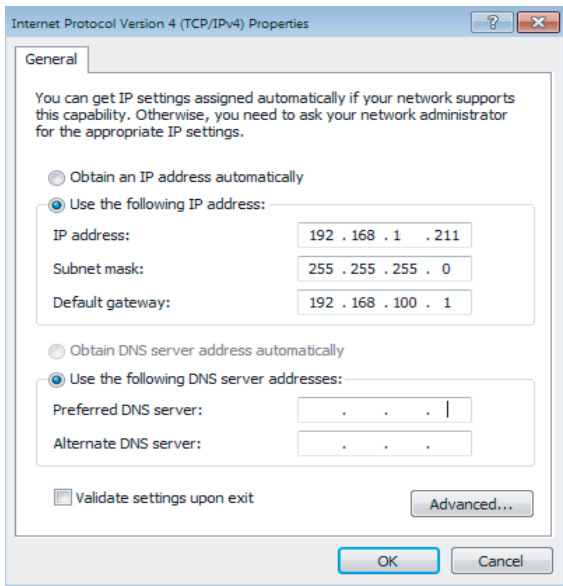 Internet Protocol Version 4 (TCP/IPv4) Properties
General
You can get IP settings assigned automatically if your network supports
this capability. Otherwise, you need to ask your network administrator
for the appropriate IP settings.
Obtain an IP address automatically
Use the following IP address:
IP address: 192 . 168 . 1 . 211
Subnet mask: 255 . 255 . 255 . 0
Default gateway: 192 . 168 . 100 . 1
Obtain DNS server address automatically
Use the following DNS server addresses:
Preferred DNS server: . . .
Alternate DNS server: . . .
Validate settings upon exit
Advanced...
OK Cancel